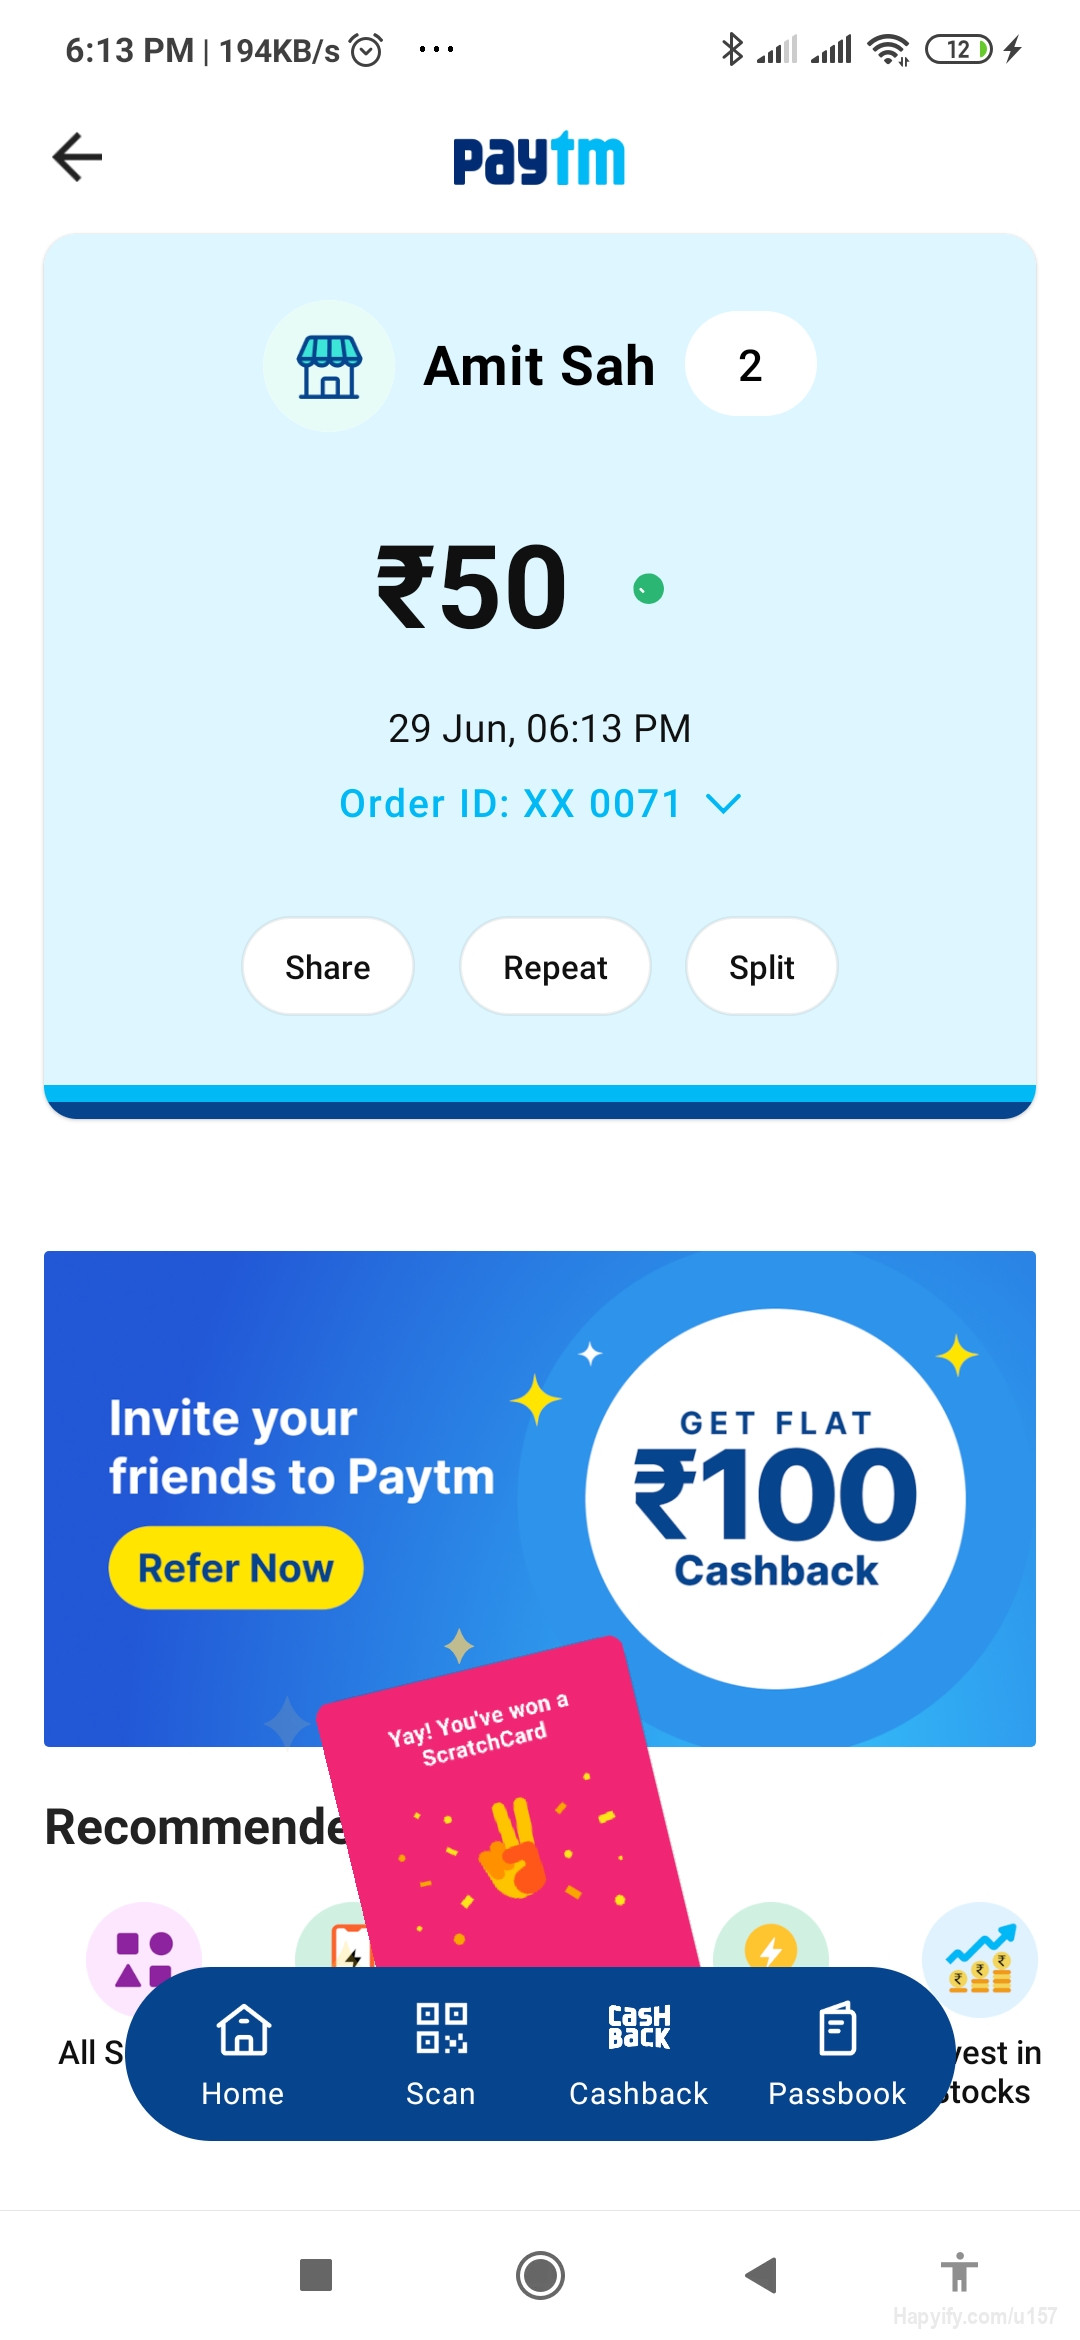 6:13 PM | 194KB/s ...
12
paytm
Amit Sah 2
₹50
29 Jun, 06:13 PM
Order ID: XX 0071
Share Repeat Split
Invite your
friends to Paytm
Refer Now
GET FLAT
₹100
Cashback
Yay! You've won a
ScratchCard
Recommende
All S
vest in
stocks
CASH
BACK
Home Scan Cashback Passbook
Hapyify.com/u157